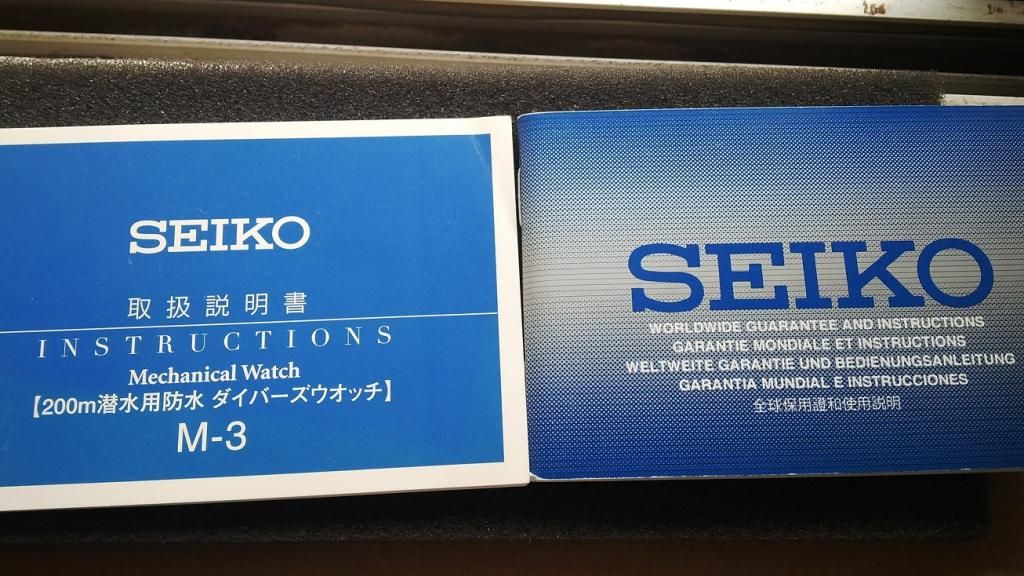 SEIKO
取扱説明書
INSTRUCTIONS
Mechanical Watch
【200m潜水用防水 ダイバーズウオッチ】
M-3
SEIKO
WORLDWIDE GUARANTEE AND INSTRUCTIONS
GARANTIE MONDIALE ET INSTRUCTIONS
WELTWEITE GARANTIE UND BEDIENUNGSANLEITUNG
GARANTIA MUNDIAL E INSTRUCCIONES
全球保用證和使用説明